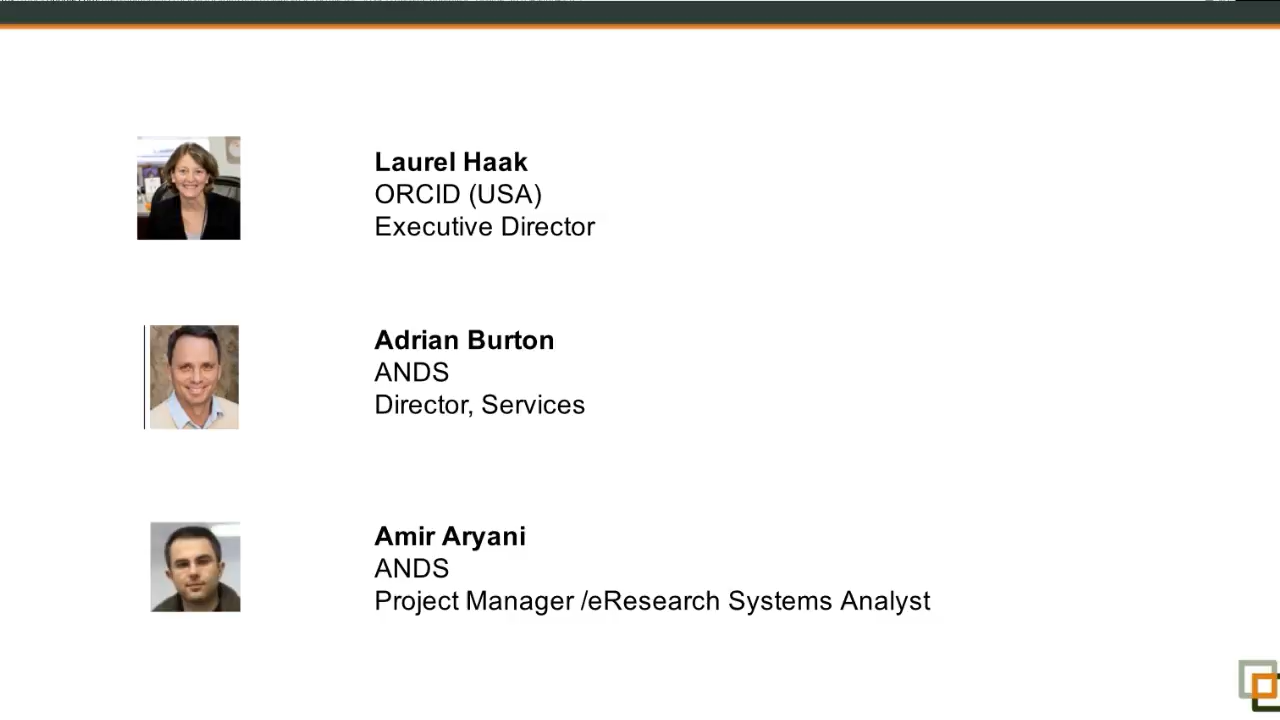 Laurel Haak
ORCID (USA)
Executive Director
Adrian Burton
ANDS
Director, Services
Amir Aryani
ANDS
Project Manager /eResearch Systems Analyst